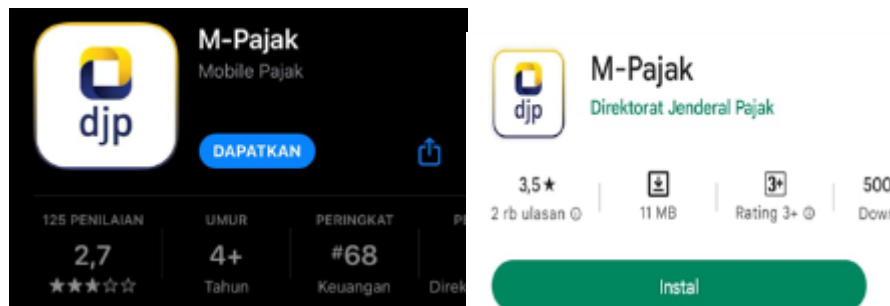 M-Pajak
Mobile Pajak
djp
DAPATKAN
125 PENILAIAN
UMUR
PERINGKAT
2,7
4+
#68
★★★☆☆
Tahun
Keuangan
M-Pajak
Direktorat Jenderal Pajak
djp
3,5★
3+
500
2 rb ulasan
11 MB
Rating 3+
Instal